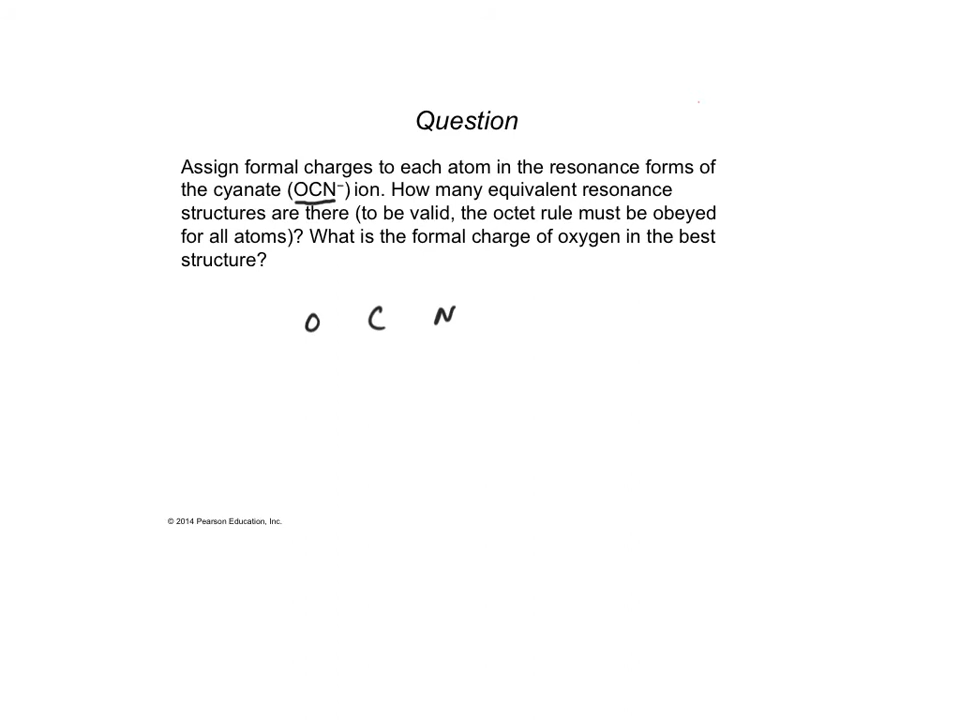 Question
Assign formal charges to each atom in the resonance forms of
the cyanate (OCN⁻) ion. How many equivalent resonance
structures are there (to be valid, the octet rule must be obeyed
for all atoms)? What is the formal charge of oxygen in the best
structure?
O C N
© 2014 Pearson Education, Inc.